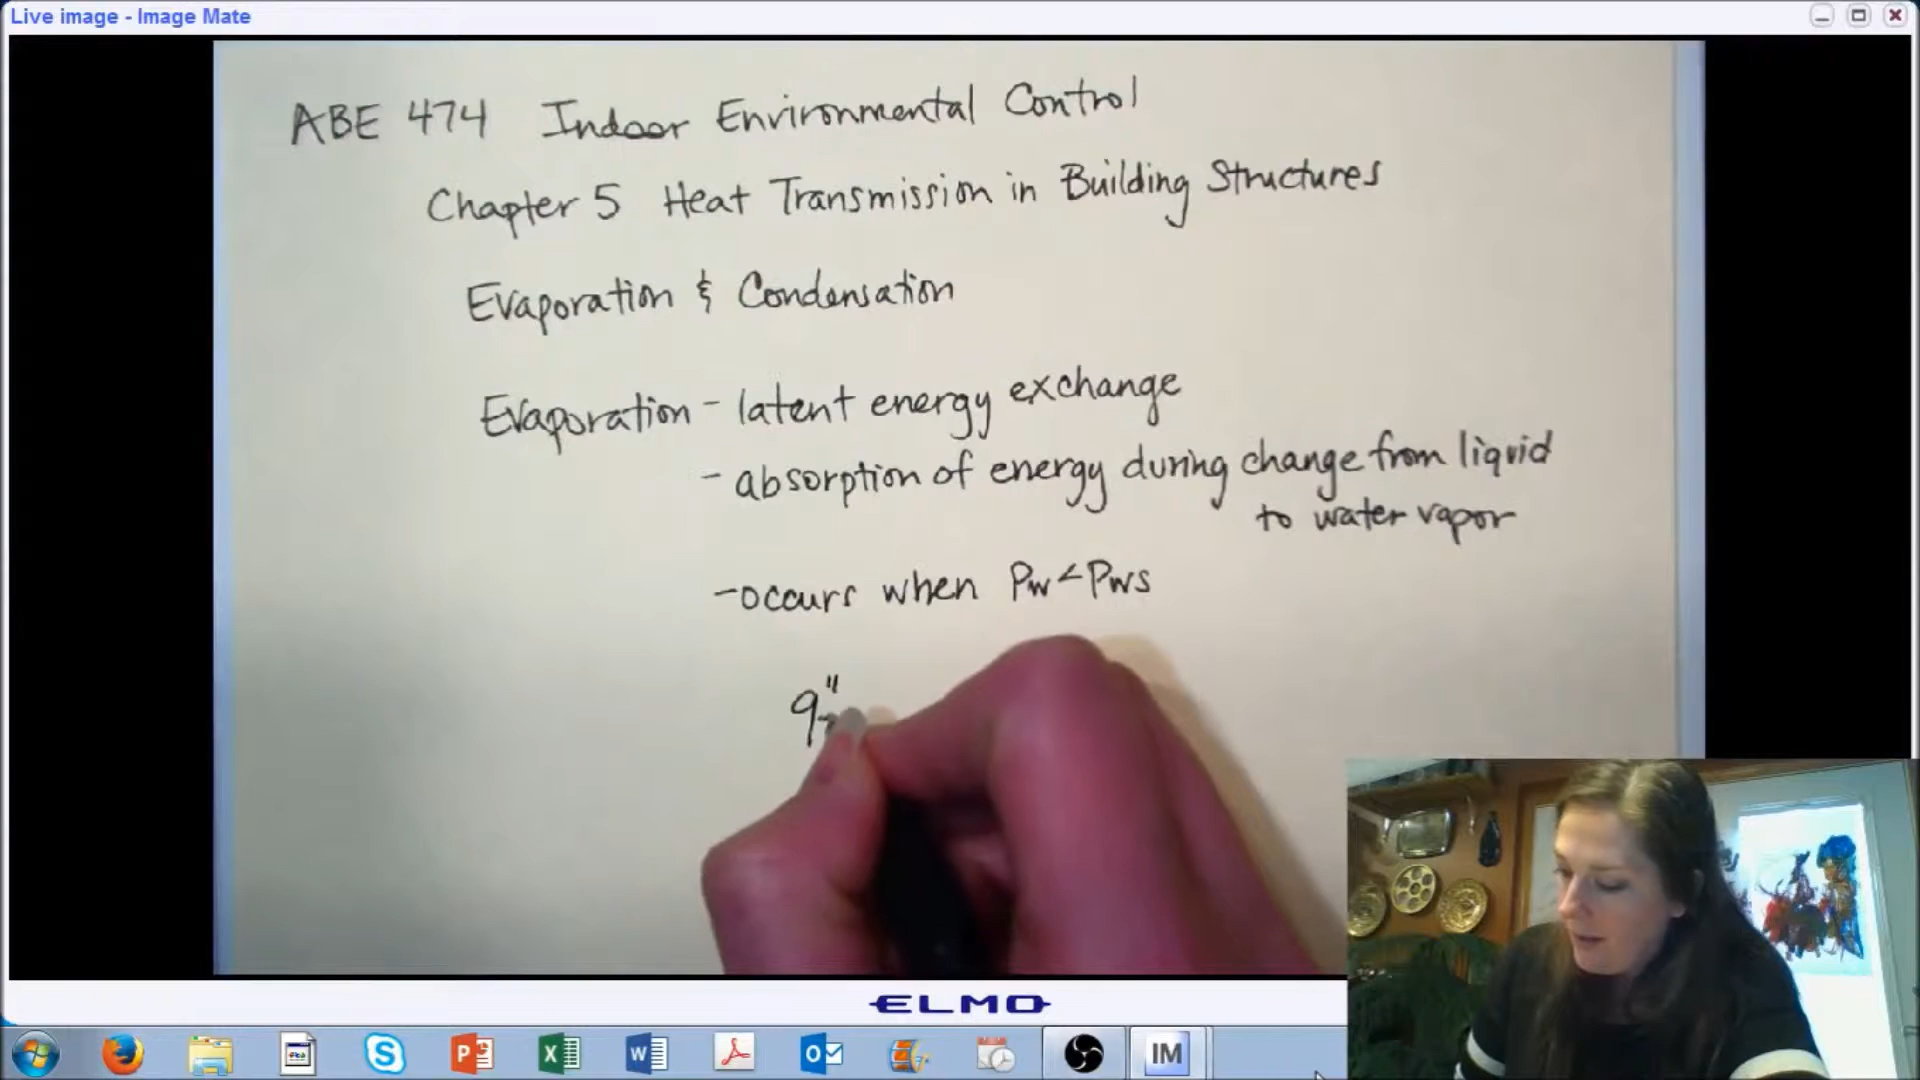 Live image - Image Mate
ABE 474 Indoor Environmental Control
Chapter 5 Heat Transmission in Building Structures
Evaporation & Condensation
Evaporation - latent energy exchange
- absorption of energy during change from liquid
to water vapor
- occurs when Pw < Pws
q"
ELMO
IM